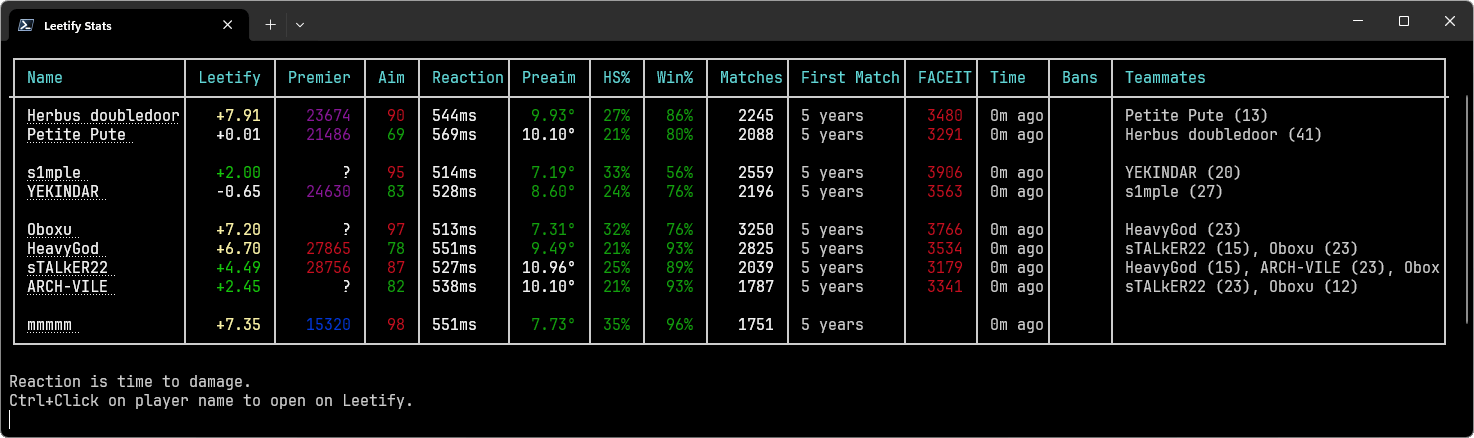 Leetify Stats
Name Leetify Premier Aim Reaction Preaim HS% Win% Matches First Match FACEIT Time Bans Teammates
Herbus doubledoor +7.91 23674 90 544ms 9.93° 27% 86% 2245 5 years 3480 0m ago Petite Pute (13)
Petite Pute +0.01 21486 69 569ms 10.10° 21% 80% 2088 5 years 3291 0m ago Herbus doubledoor (41)
s1mple +2.00 ? 95 514ms 7.19° 33% 56% 2559 5 years 3906 0m ago YEKINDAR (20)
YEKINDAR -0.65 24630 83 528ms 8.60° 24% 76% 2196 5 years 3563 0m ago s1mple (27)
Oboxu +7.20 ? 97 513ms 7.31° 32% 76% 3250 5 years 3766 0m ago HeavyGod (23)
HeavyGod +6.70 27865 78 551ms 9.49° 21% 93% 2825 5 years 3534 0m ago sTALkER22 (15), Oboxu (23)
sTALkER22 +4.49 28756 87 527ms 10.96° 25% 89% 2039 5 years 3179 0m ago HeavyGod (15), ARCH-VILE (23), Obox
ARCH-VILE +2.45 ? 82 538ms 10.10° 21% 93% 1787 5 years 3341 0m ago sTALkER22 (23), Oboxu (12)
mmmmm +7.35 15320 98 551ms 7.73° 35% 96% 1751 5 years 0m ago
Reaction is time to damage.
Ctrl+Click on player name to open on Leetify.